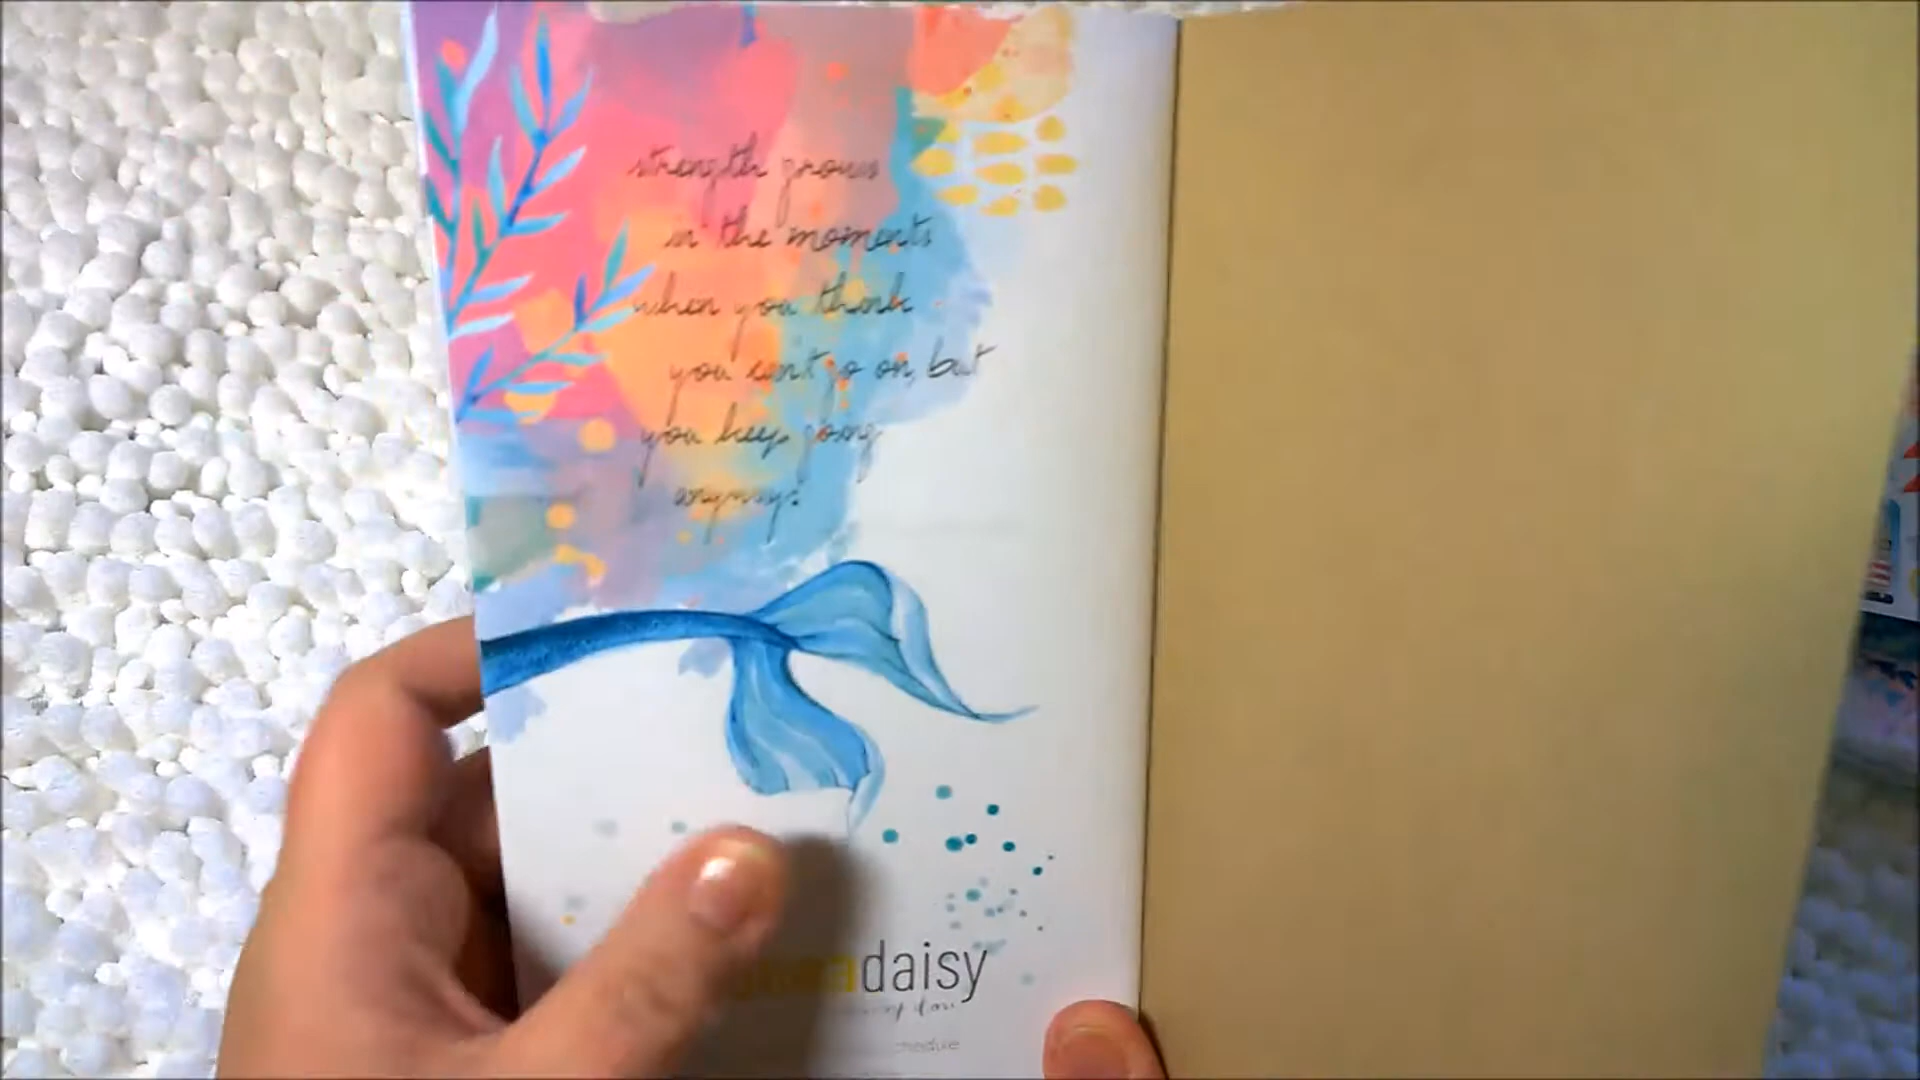 strength grows
in the moments
when you think
you can't go on, but
you keep going
anyway.
daisy